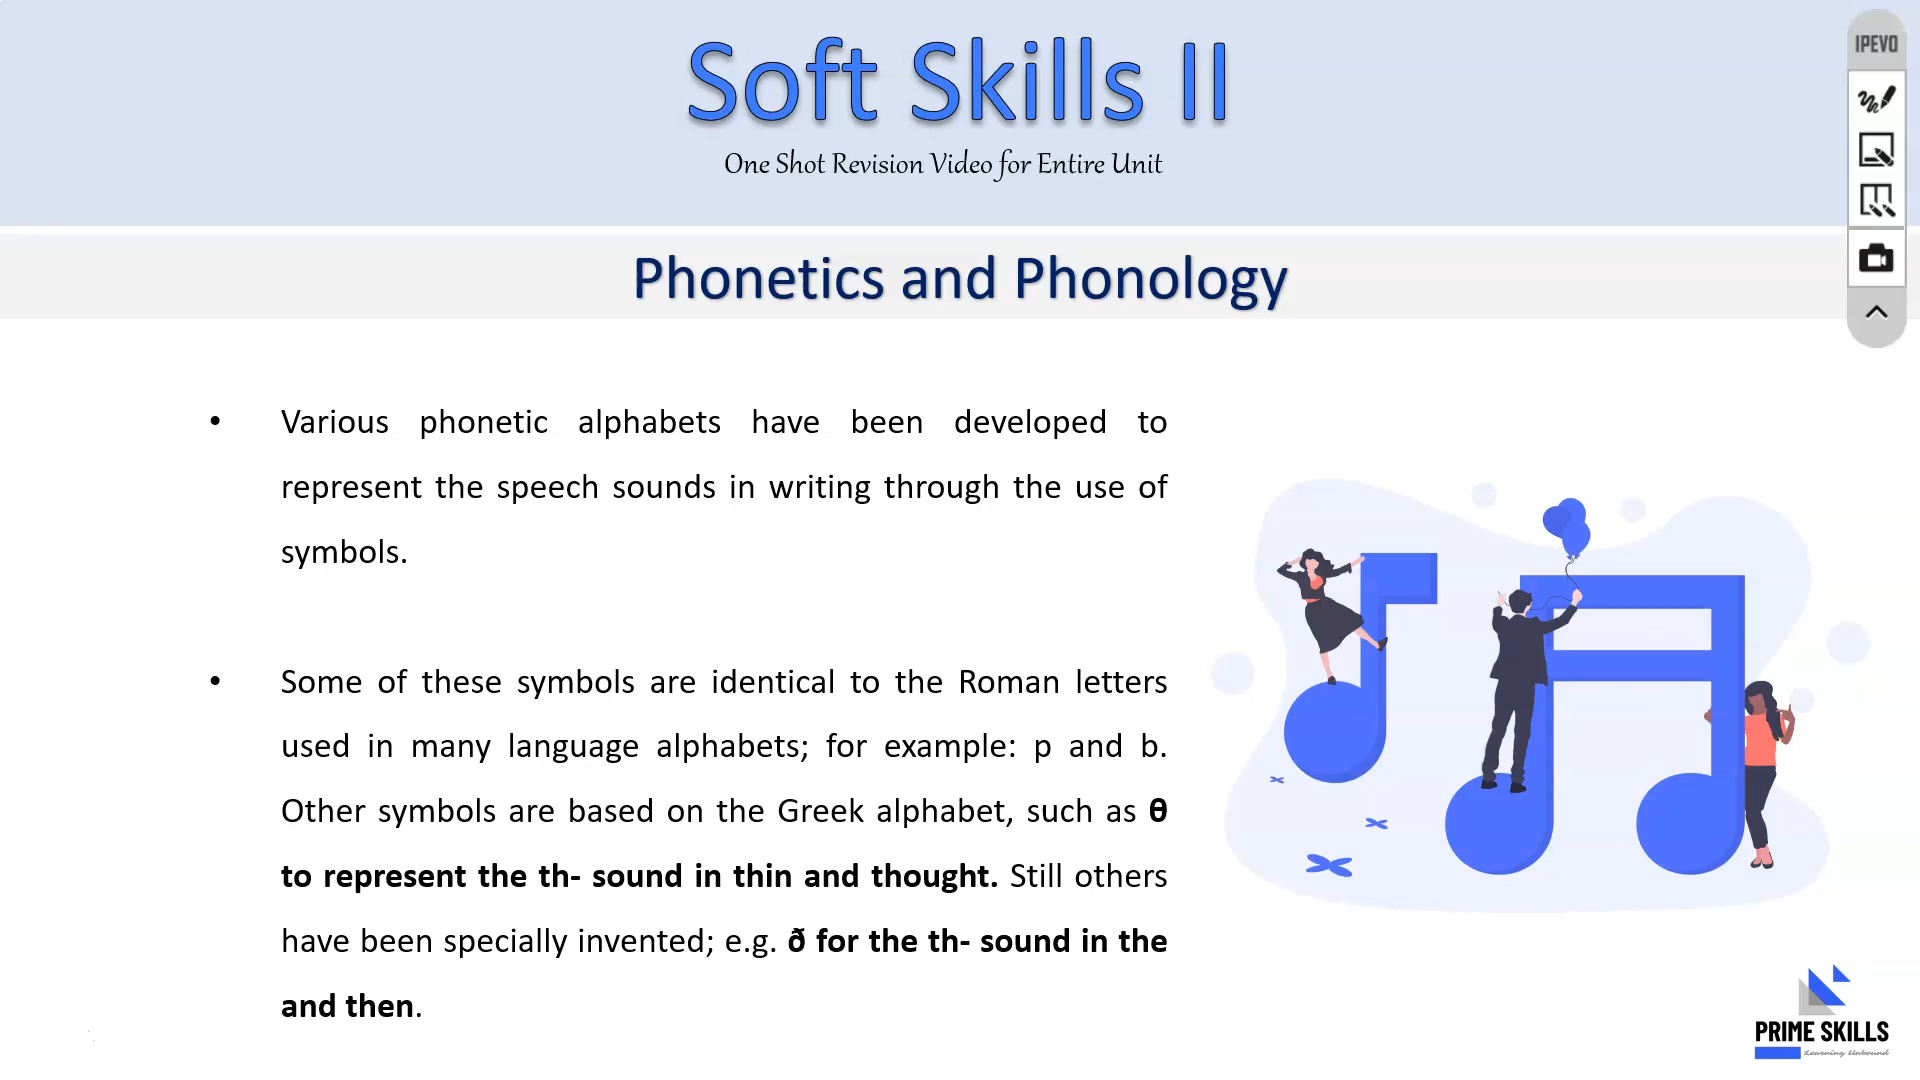 Soft Skills II
One Shot Revision Video for Entire Unit
IPEVO
Phonetics and Phonology
• Various phonetic alphabets have been developed to
represent the speech sounds in writing through the use of
symbols.
• Some of these symbols are identical to the Roman letters
used in many language alphabets; for example: p and b.
Other symbols are based on the Greek alphabet, such as θ
to represent the th- sound in thin and thought. Still others
have been specially invented; e.g. ð for the th- sound in the
and then.
PRIME SKILLS
Learning Unbound